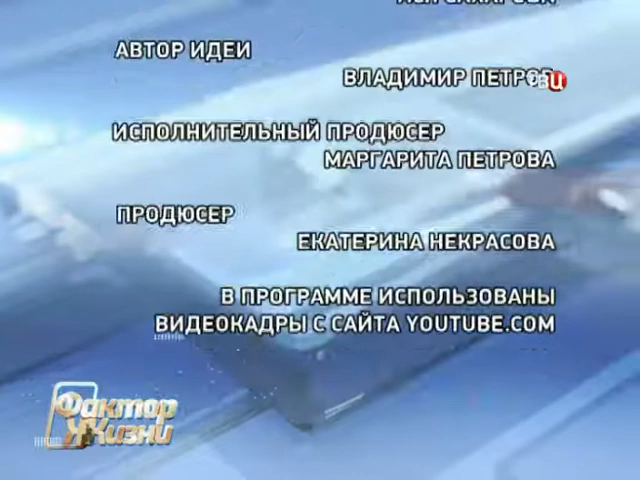 АВТОР ИДЕИ
ВЛАДИМИР ПЕТРОВ
ТВЦ
ИСПОЛНИТЕЛЬНЫЙ ПРОДЮСЕР
МАРГАРИТА ПЕТРОВА
ПРОДЮСЕР
ЕКАТЕРИНА НЕКРАСОВА
В ПРОГРАММЕ ИСПОЛЬЗОВАНЫ
ВИДЕОКАДРЫ С САЙТА YOUTUBE.COM
Фактор
Жизни